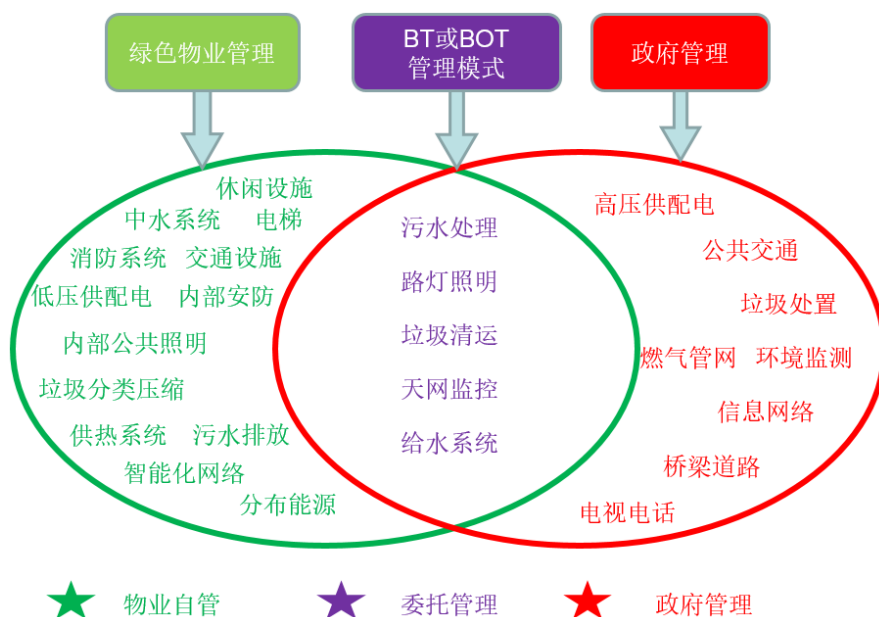 绿色物业管理
BT或BOT
管理模式
政府管理
休闲设施
中水系统 电梯
消防系统 交通设施
低压供配电 内部安防
内部公共照明
垃圾分类压缩
供热系统 污水排放
智能化网络
分布能源
污水处理
路灯照明
垃圾清运
天网监控
给水系统
高压供配电
公共交通
垃圾处置
燃气管网 环境监测
信息网络
桥梁道路
电视电话
物业自管 委托管理 政府管理